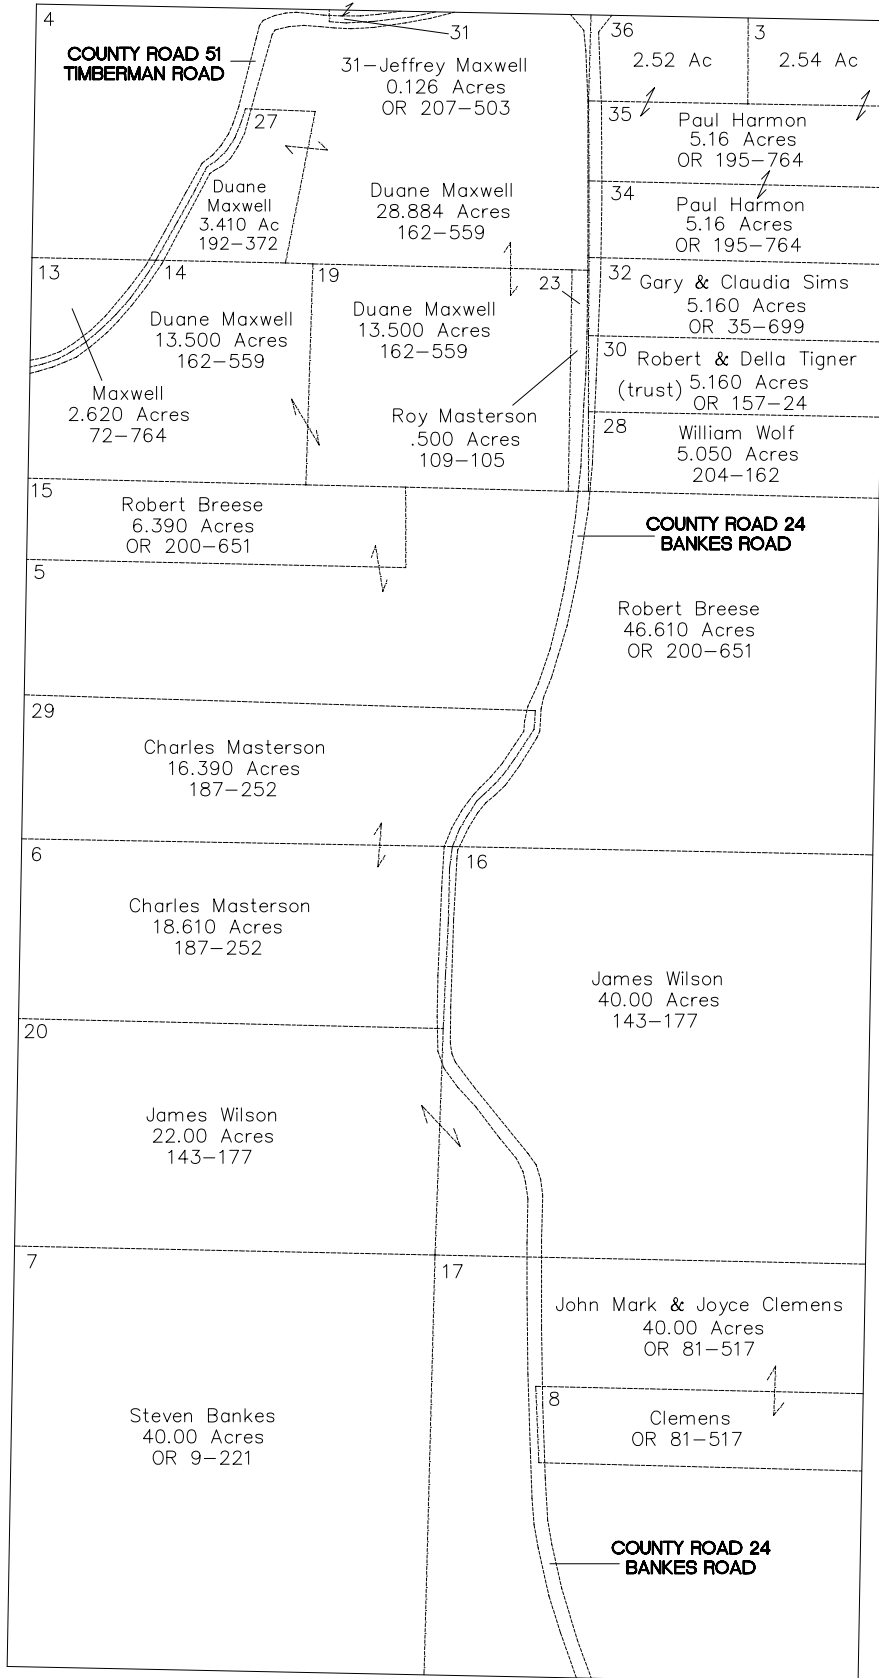 4
COUNTY ROAD 51
TIMBERMAN ROAD
31
31-Jeffrey Maxwell
0.126 Acres
OR 207-503
36
2.52 Ac
3
2.54 Ac
27
Duane
Maxwell
3.410 Ac
192-372
Duane Maxwell
28.884 Acres
162-559
35
Paul Harmon
5.16 Acres
OR 195-764
34
Paul Harmon
5.16 Acres
OR 195-764
13
14
Duane Maxwell
13.500 Acres
162-559
19
Duane Maxwell
13.500 Acres
162-559
23
32
Gary & Claudia Sims
5.160 Acres
OR 35-699
30
Robert & Della Tigner
(trust) 5.160 Acres
OR 157-24
Maxwell
2.620 Acres
72-764
Roy Masterson
.500 Acres
109-105
28
William Wolf
5.050 Acres
204-162
15
Robert Breese
6.390 Acres
OR 200-651
COUNTY ROAD 24
BANKES ROAD
5
Robert Breese
46.610 Acres
OR 200-651
29
Charles Masterson
16.390 Acres
187-252
6
16
Charles Masterson
18.610 Acres
187-252
James Wilson
40.00 Acres
143-177
20
James Wilson
22.00 Acres
143-177
7
17
John Mark & Joyce Clemens
40.00 Acres
OR 81-517
8
Clemens
OR 81-517
Steven Bankes
40.00 Acres
OR 9-221
COUNTY ROAD 24
BANKES ROAD